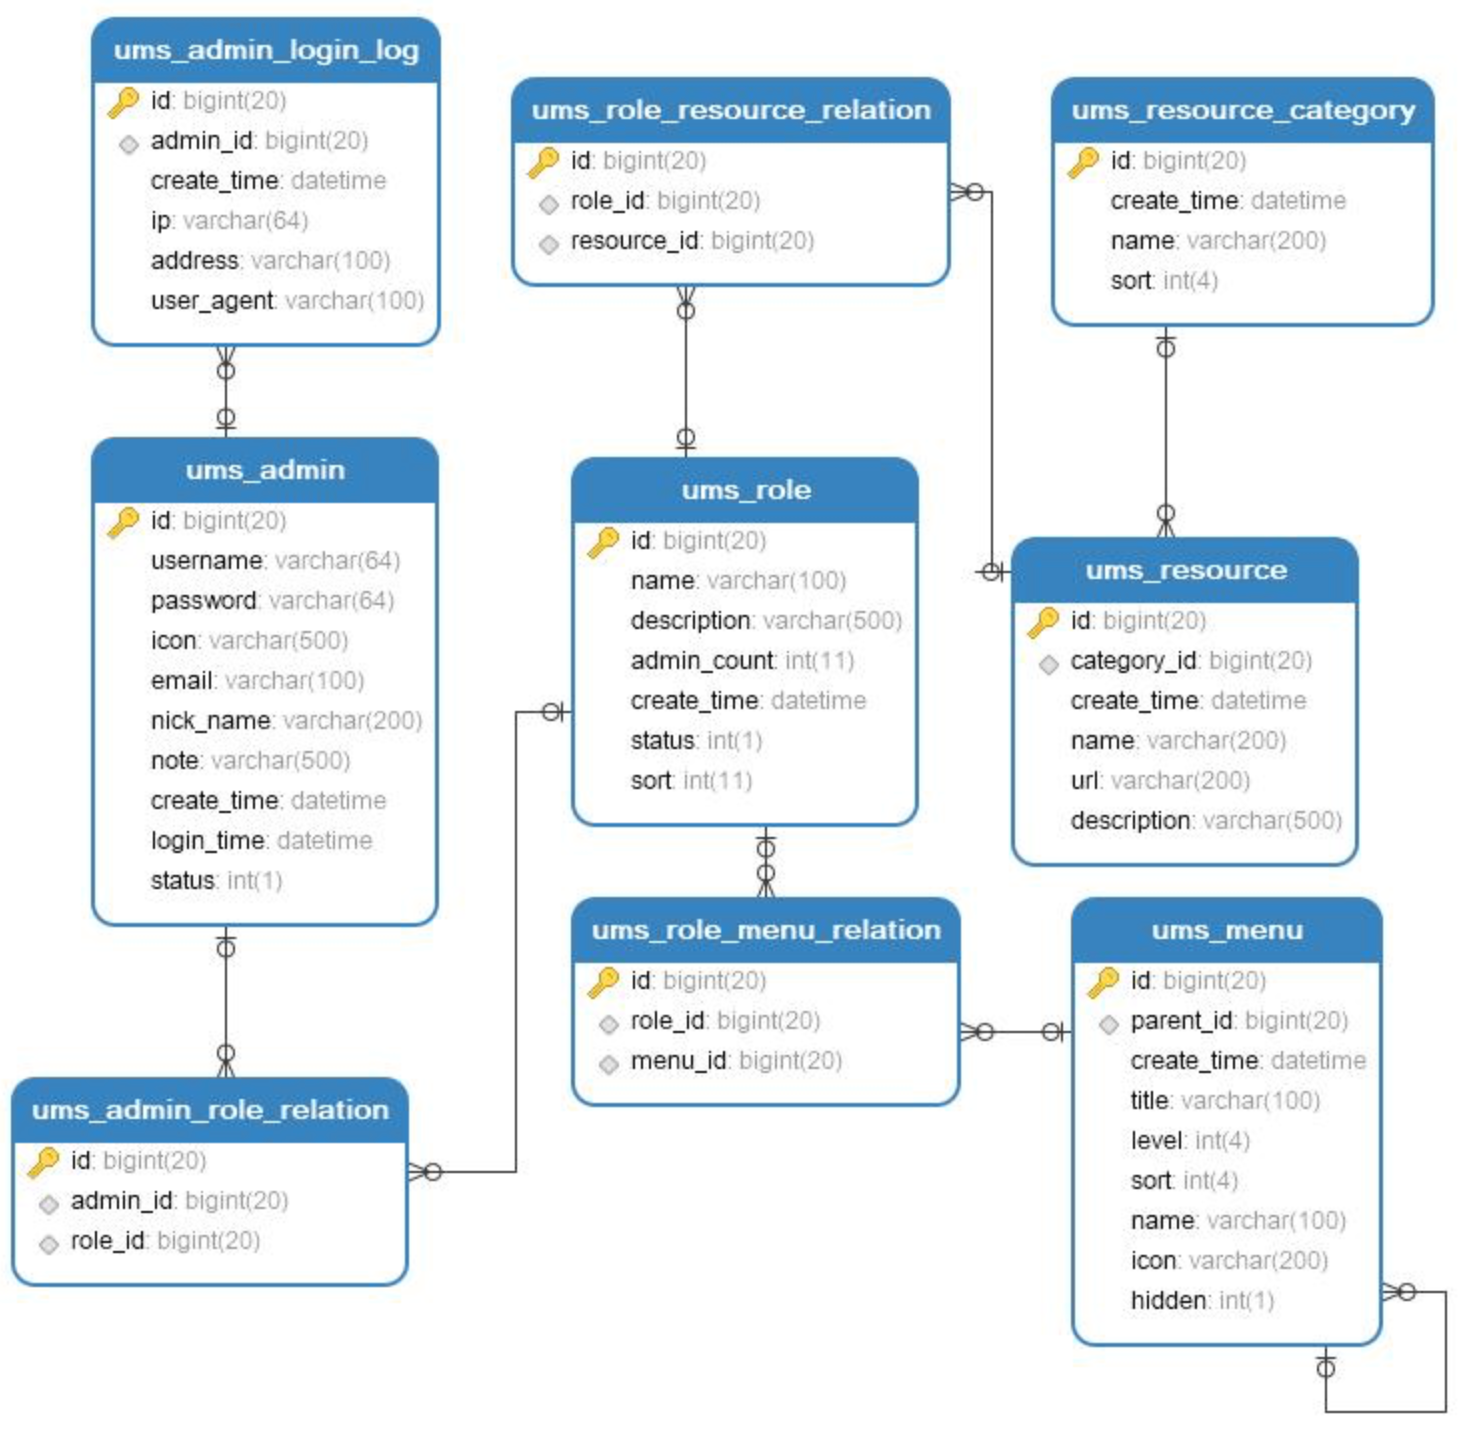 ums_admin_login_log
id: bigint(20)
admin_id: bigint(20)
create_time: datetime
ip: varchar(64)
address: varchar(100)
user_agent: varchar(100)
ums_role_resource_relation
id: bigint(20)
role_id: bigint(20)
resource_id: bigint(20)
ums_resource_category
id: bigint(20)
create_time: datetime
name: varchar(200)
sort: int(4)
ums_admin
id: bigint(20)
username: varchar(64)
password: varchar(64)
icon: varchar(500)
email: varchar(100)
nick_name: varchar(200)
note: varchar(500)
create_time: datetime
login_time: datetime
status: int(1)
ums_role
id: bigint(20)
name: varchar(100)
description: varchar(500)
admin_count: int(11)
create_time: datetime
status: int(1)
sort: int(11)
ums_resource
id: bigint(20)
category_id: bigint(20)
create_time: datetime
name: varchar(200)
url: varchar(200)
description: varchar(500)
ums_admin_role_relation
id: bigint(20)
admin_id: bigint(20)
role_id: bigint(20)
ums_role_menu_relation
id: bigint(20)
role_id: bigint(20)
menu_id: bigint(20)
ums_menu
id: bigint(20)
parent_id: bigint(20)
create_time: datetime
title: varchar(100)
level: int(4)
sort: int(4)
name: varchar(100)
icon: varchar(200)
hidden: int(1)